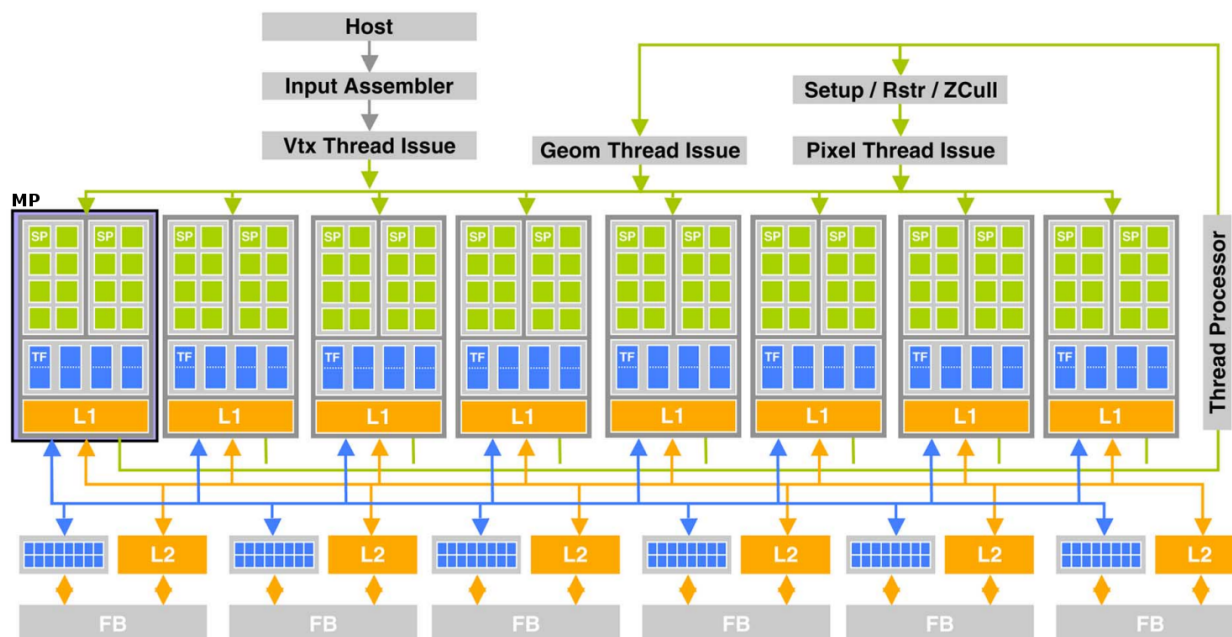 Host
Input Assembler
Setup / Rstr / ZCull
Vtx Thread Issue
Geom Thread Issue
Pixel Thread Issue
MP
SP SP SP SP SP SP SP SP SP SP SP SP SP SP SP SP
Thread Processor
TF TF TF TF TF TF TF TF
L1 L1 L1 L1 L1 L1 L1 L1
L2 L2 L2 L2 L2 L2
FB FB FB FB FB FB